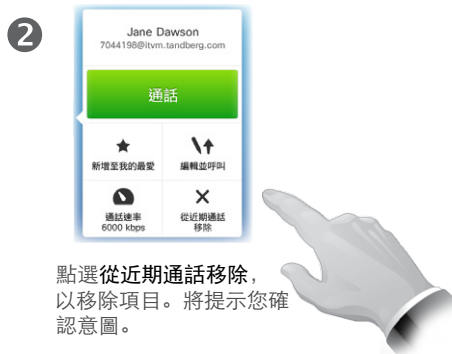 2
Jane Dawson
7044198@itvm.tandberg.com
通話
新增至我的最愛
編輯並呼叫
通話速率
6000 kbps
從近期通話
移除
點選從近期通話移除，
以移除項目。將提示您確
認意圖。